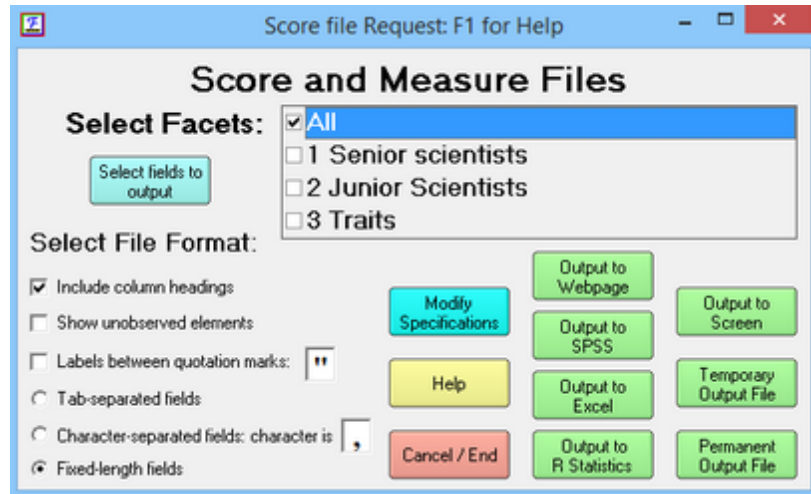 Score file Request: F1 for Help
Score and Measure Files
Select Facets:
All
1 Senior scientists
2 Junior Scientists
3 Traits
Select fields to
output
Select File Format:
Include column headings
Show unobserved elements
Labels between quotation marks: "
Tab-separated fields
Character-separated fields: character is ,
Fixed-length fields
Modify
Specifications
Help
Cancel / End
Output to
Webpage
Output to
SPSS
Output to
Excel
Output to
R Statistics
Output to
Screen
Temporary
Output File
Permanent
Output File